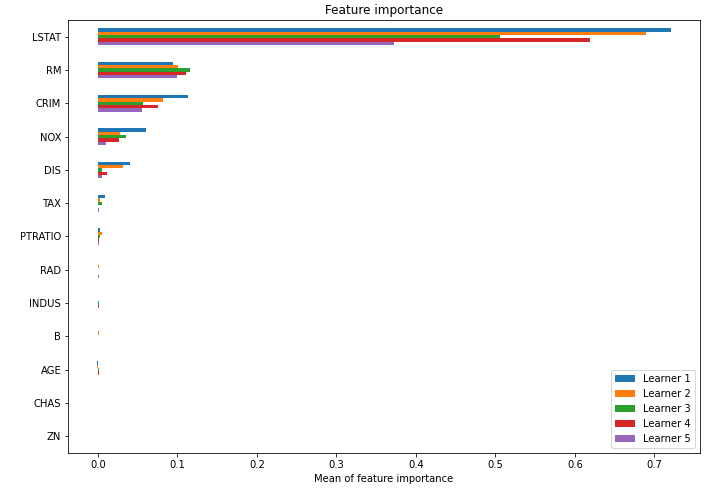 Feature importance
LSTAT
RM
CRIM
NOX
DIS
TAX
PTRATIO
RAD
INDUS
B
AGE
CHAS
ZN
Learner 1
Learner 2
Learner 3
Learner 4
Learner 5
0.0 0.1 0.2 0.3 0.4 0.5 0.6 0.7
Mean of feature importance